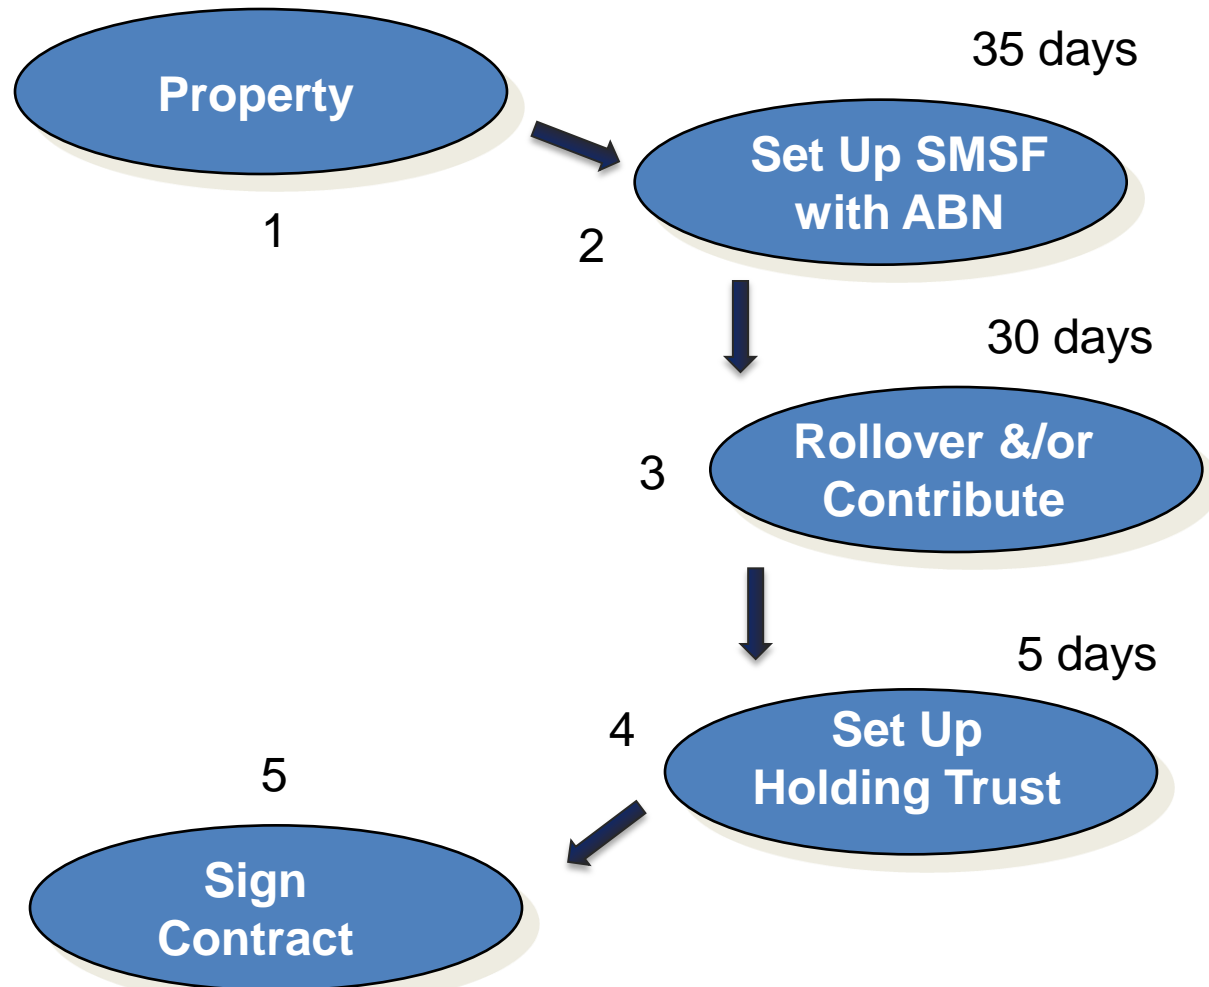 Property
1
35 days
Set Up SMSF
with ABN
2
30 days
Rollover &/or
Contribute
3
5 days
Set Up
Holding Trust
4
5
Sign
Contract